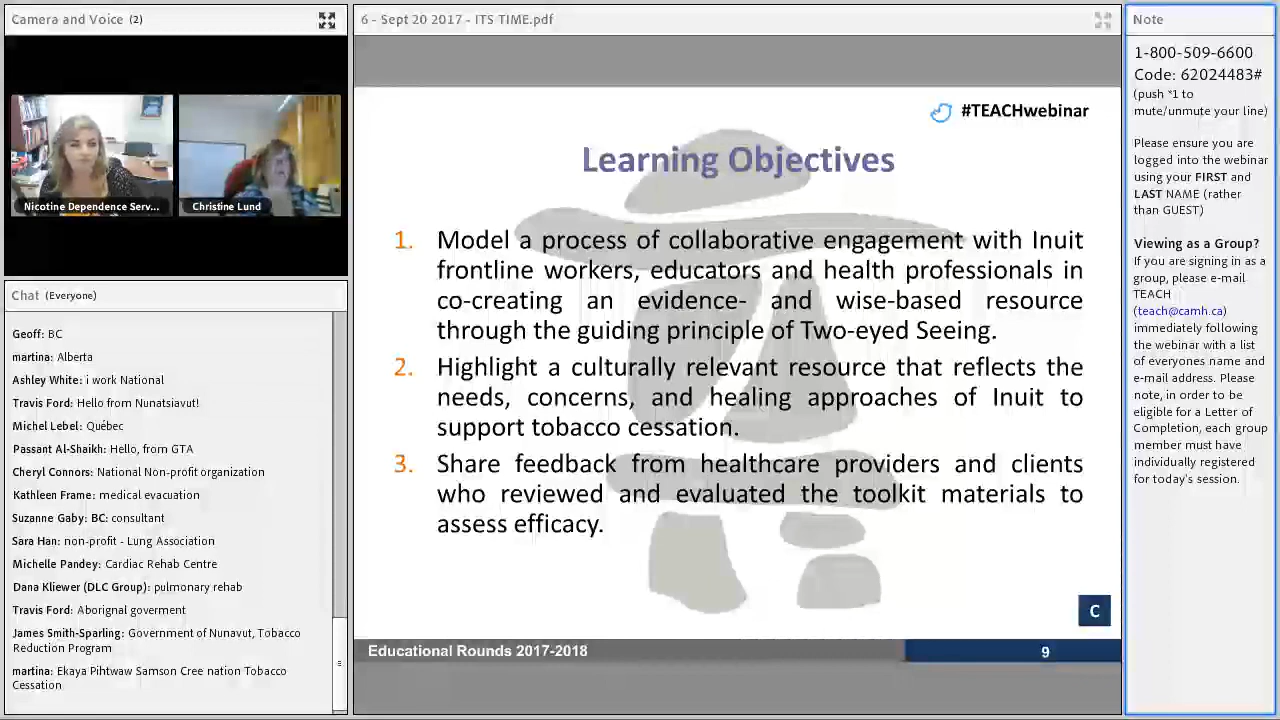 Camera and Voice (2)
Nicotine Dependence Serv...
Christine Lund
Chat (Everyone)
Geoff: BC
martina: Alberta
Ashley White: i work National
Travis Ford: Hello from Nunatsiavut!
Michel Lebel: Québec
Passant Al-Shaikh: Hello, from GTA
Cheryl Connors: National Non-profit organization
Kathleen Frame: medical evacuation
Suzanne Gaby: BC: consultant
Sara Han: non-profit - Lung Association
Michelle Pandey: Cardiac Rehab Centre
Dana Kliewer (DLC Group): pulmonary rehab
Travis Ford: Aborignal goverment
James Smith-Sparling: Government of Nunavut, Tobacco
Reduction Program
martina: Ekaya Pihtwaw Samson Cree nation Tobacco
Cessation
6 - Sept 20 2017 - ITS TIME.pdf
#TEACHwebinar
Learning Objectives
1. Model a process of collaborative engagement with Inuit
frontline workers, educators and health professionals in
co-creating an evidence- and wise-based resource
through the guiding principle of Two-eyed Seeing.
2. Highlight a culturally relevant resource that reflects the
needs, concerns, and healing approaches of Inuit to
support tobacco cessation.
3. Share feedback from healthcare providers and clients
who reviewed and evaluated the toolkit materials to
assess efficacy.
C
Educational Rounds 2017-2018
9
Note
1-800-509-6600
Code: 62024483#
(push *1 to
mute/unmute your line)
Please ensure you are
logged into the webinar
using your FIRST and
LAST NAME (rather
than GUEST)
Viewing as a Group?
If you are signing in as a
group, please e-mail
TEACH
(teach@camh.ca)
immediately following
the webinar with a list
of everyones name and
e-mail address. Please
note, in order to be
eligible for a Letter of
Completion, each group
member must have
individually registered
for today's session.